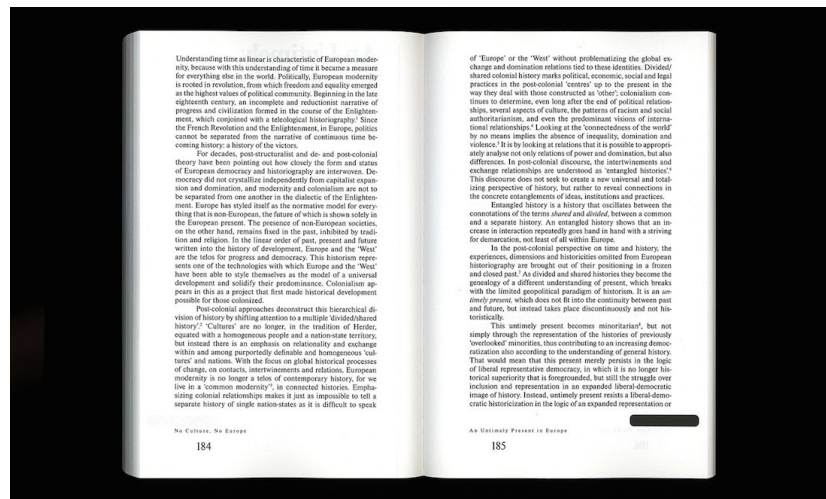 Understanding time as linear is characteristic of European moder-
nity, because with this understanding of time it became a measure
for everything else in the world. Politically, European modernity
is rooted in revolution, from which freedom and equality emerged
as the highest values of political community. Beginning in the late
eighteenth century, an incomplete and reductionist narrative of
progress and civilization formed in the course of the Enlighten-
ment, which conjoined with a teleological historiography.¹ Since
the French Revolution and the Enlightenment, in Europe, politics
cannot be separated from the narrative of continuous time be-
coming history: a history of the victors.
For decades, post-structuralist and de- and post-colonial
theory have been pointing out how closely the form and status
of European democracy and historiography are interwoven. De-
mocracy did not crystallize independently from capitalist expan-
sion and domination, and modernity and colonialism are not to
be separated from one another in the dialectic of the Enlighten-
ment. Europe has styled itself as the normative model for every-
thing that is non-European, the future of which is shown solely in
the European present. The presence of non-European societies,
on the other hand, remains fixed in the past, inhibited by tradi-
tion and religion. In the linear order of past, present and future
written into the history of development, Europe and the 'West'
are the telos for progress and democracy. This historism repre-
sents one of the technologies with which Europe and the 'West'
have been able to style themselves as the model of a universal
development and solidify their predominance. Colonialism ap-
pears in this as a project that first made historical development
possible for those colonized.
Post-colonial approaches deconstruct this hierarchical di-
vision of history by shifting attention to a multiple 'divided/shared
history'.² 'Cultures' are no longer, in the tradition of Herder,
equated with a homogeneous people and a nation-state territory,
but instead there is an emphasis on relationality and exchange
within and among purportedly definable and homogeneous 'cul-
tures' and nations. With the focus on global historical processes
of change, on contacts, intertwinements and relations, European
modernity is no longer a telos of contemporary history, for we
live in a 'common modernity'³, in connected histories. Empha-
sizing colonial relationships makes it just as impossible to tell a
separate history of single nation-states as it is difficult to speak
No Culture, No Europe
184
of 'Europe' or the 'West' without problematizing the global ex-
change and domination relations tied to these identities. Divided/
shared colonial history marks political, economic, social and legal
practices in the post-colonial 'centres' up to the present in the
way they deal with those constructed as 'other'; colonialism con-
tinues to determine, even long after the end of political relation-
ships, several aspects of culture, the patterns of racism and social
authoritarianism, and even the predominant visions of interna-
tional relationships.⁴ Looking at the 'connectedness of the world'
by no means implies the absence of inequality, domination and
violence.⁵ It is by looking at relations that it is possible to appropri-
ately analyse not only relations of power and domination, but also
differences. In post-colonial discourse, the intertwinements and
exchange relationships are understood as 'entangled histories'.⁶
This discourse does not seek to create a new universal and total-
izing perspective of history, but rather to reveal connections in
the concrete entanglements of ideas, institutions and practices.
Entangled history is a history that oscillates between the
connotations of the terms shared and divided, between a common
and a separate history. An entangled history shows that an in-
crease in interaction repeatedly goes hand in hand with a striving
for demarcation, not least of all within Europe.
In the post-colonial perspective on time and history, the
experiences, dimensions and historicities omitted from European
historiography are brought out of their positioning in a frozen
and closed past.⁷ As divided and shared histories they become the
genealogy of a different understanding of present, which breaks
with the limited epistemological paradigm of historism. It is an un-
timely present, which does not fit into the continuity between past
and future, but instead takes place discontinuously and not his-
toristically.
This untimely present becomes minoritarian⁸, but not
simply through the representation of the histories of previously
'overlooked' minorities, thus contributing to an increasing democ-
ratization also according to the understanding of general history.
That would mean that this present merely persists in the logic
of liberal representative democracy, in which it is no longer his-
torical superiority that is foregrounded, but still the struggle over
inclusion and representation in an expanded liberal-democratic
image of history. Instead, untimely present resists a liberal-demo-
cratic historicization in the logic of an expanded representation or
An Untimely Present in Europe
185